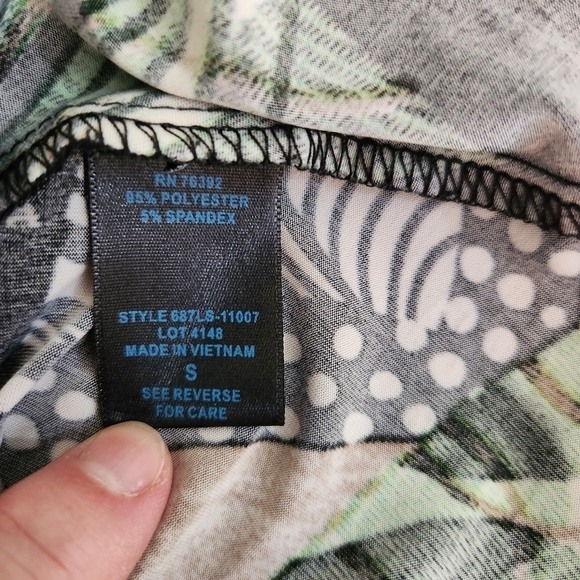 RN 76392
95% POLYESTER
5% SPANDEX
STYLE 687LS-11007
LOT 4148
MADE IN VIETNAM
S
SEE REVERSE
FOR CARE